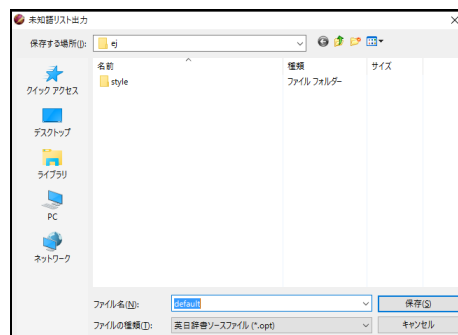 未知語リスト出力
保存する場所(I): ej
名前 種類 サイズ
style ファイル フォルダー
クイック アクセス
デスクトップ
ライブラリ
PC
ネットワーク
ファイル名(N): default 保存(S)
ファイルの種類(T): 英日辞書ソースファイル (*.opt) キャンセル